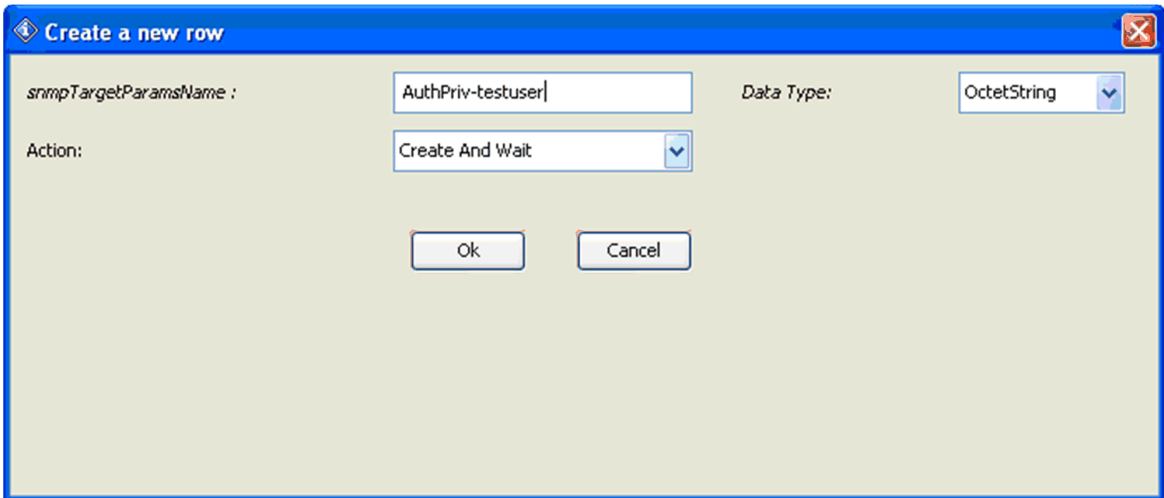 Create a new row
snmpTargetParamsName : AuthPriv-testuser Data Type: OctetString
Action: Create And Wait
Ok Cancel